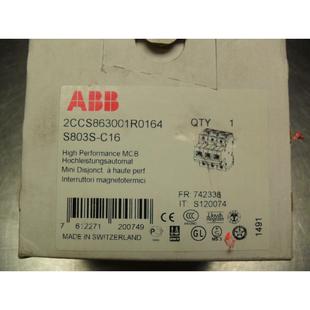 ABB
2CCS863001R0164
QTY 1
S803S-C16
High Performance MCB
Hochleistungsautomat
Mini Disjonct. à haute perf
Interruttori magnetotermici
FR: 742338
IT: S120074
7 612271 200749
MADE IN SWITZERLAND
GL
1491